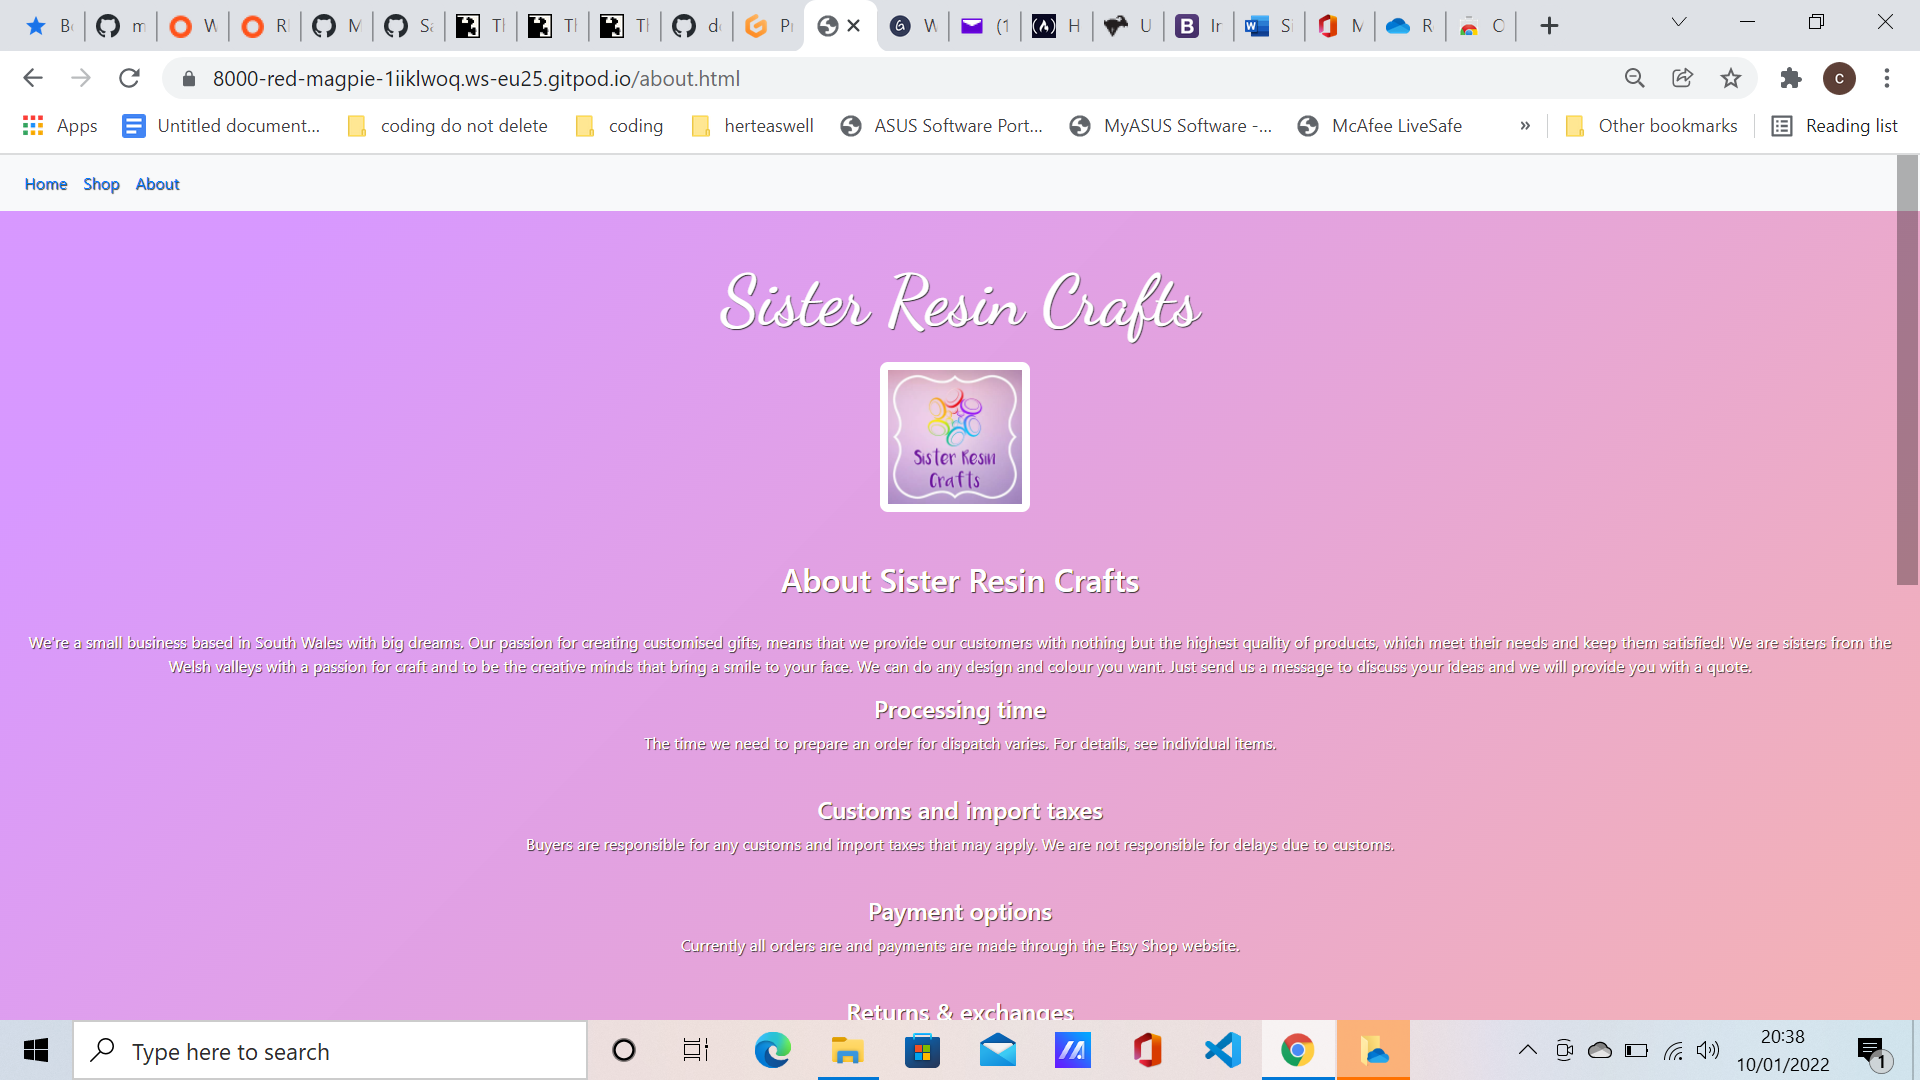 8000-red-magpie-1iiklwoq.ws-eu25.gitpod.io/about.html
C
Apps
Untitled document...
coding do not delete
coding
herteaswell
ASUS Software Port...
MyASUS Software -...
McAfee LiveSafe
»
Other bookmarks
Reading list
Home Shop About
Sister Resin Crafts
Sister Resin
Crafts
About Sister Resin Crafts
We're a small business based in South Wales with big dreams. Our passion for creating customised gifts, means that we provide our customers with nothing but the highest quality of products, which meet their needs and keep them satisfied! We are sisters from the
Welsh valleys with a passion for craft and to be the creative minds that bring a smile to your face. We can do any design and colour you want. Just send us a message to discuss your ideas and we will provide you with a quote.
Processing time
The time we need to prepare an order for dispatch varies. For details, see individual items.
Customs and import taxes
Buyers are responsible for any customs and import taxes that may apply. We are not responsible for delays due to customs.
Payment options
Currently all orders are and payments are made through the Etsy Shop website.
Returns & exchanges
Type here to search
20:38
10/01/2022
1